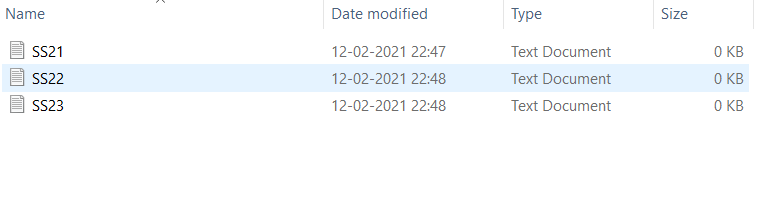 Name Date modified Type Size
SS21 12-02-2021 22:47 Text Document 0 KB
SS22 12-02-2021 22:48 Text Document 0 KB
SS23 12-02-2021 22:48 Text Document 0 KB